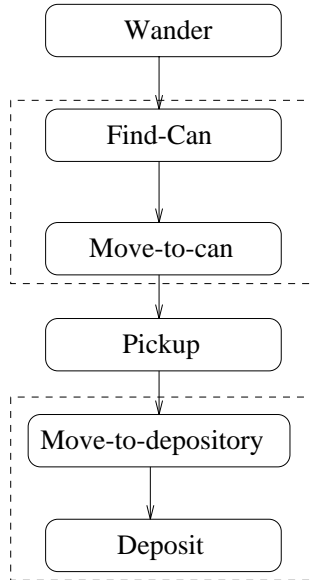 Wander
Find-Can
Move-to-can
Pickup
Move-to-depository
Deposit